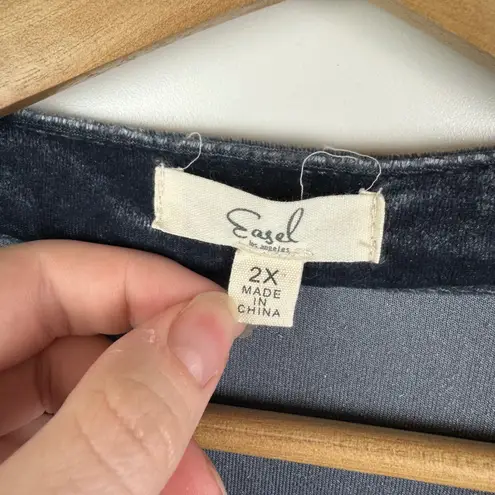 Easel
los angeles
2X
MADE
IN
CHINA